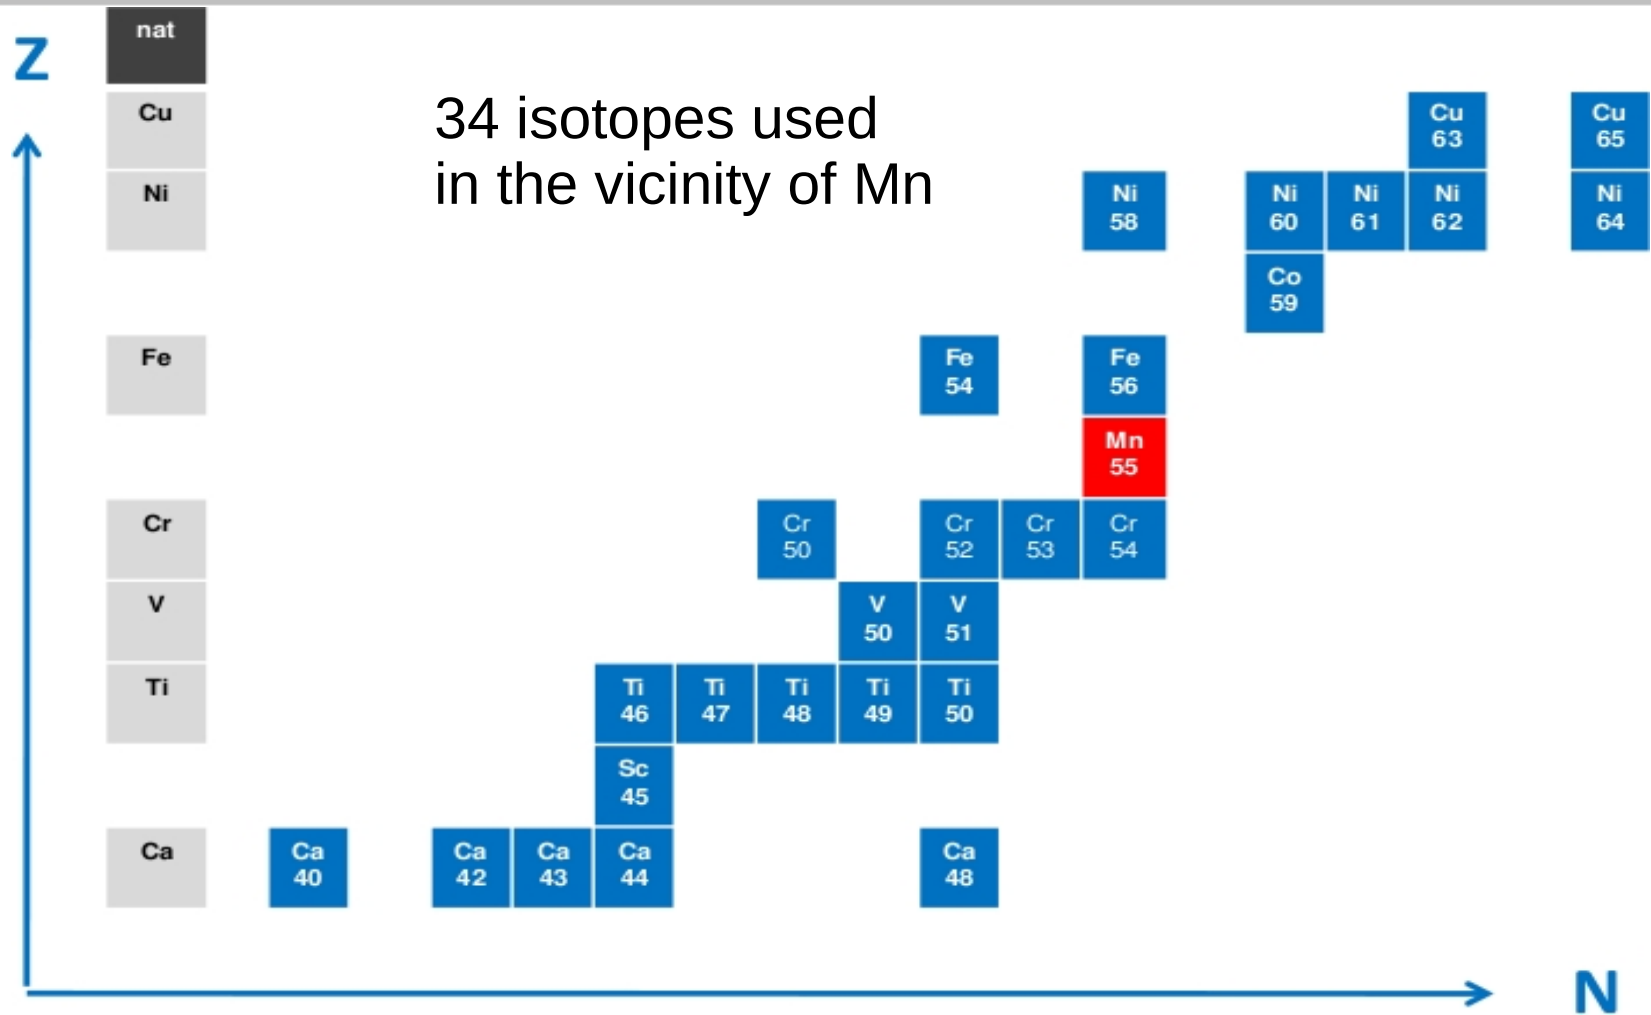 nat
Z
34 isotopes used
in the vicinity of Mn
Cu
Cu
63
Cu
65
Ni
Ni
58
Ni
60
Ni
61
Ni
62
Ni
64
Co
59
Fe
Fe
54
Fe
56
Mn
55
Cr
Cr
50
Cr
52
Cr
53
Cr
54
V
V
50
V
51
Ti
Ti
46
Ti
47
Ti
48
Ti
49
Ti
50
Sc
45
Ca
Ca
40
Ca
42
Ca
43
Ca
44
Ca
48
N